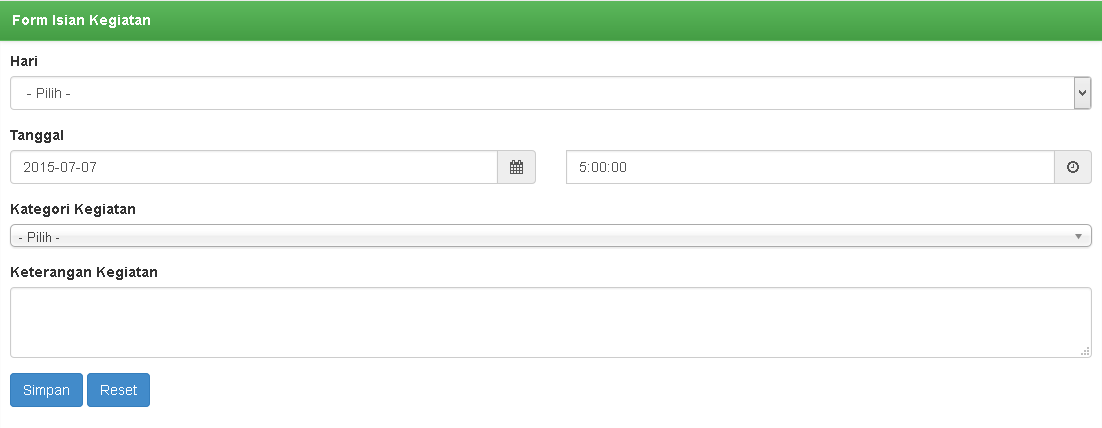 Form Isian Kegiatan
Hari
- Pilih -
Tanggal
2015-07-07 5:00:00
Kategori Kegiatan
- Pilih -
Keterangan Kegiatan
Simpan Reset